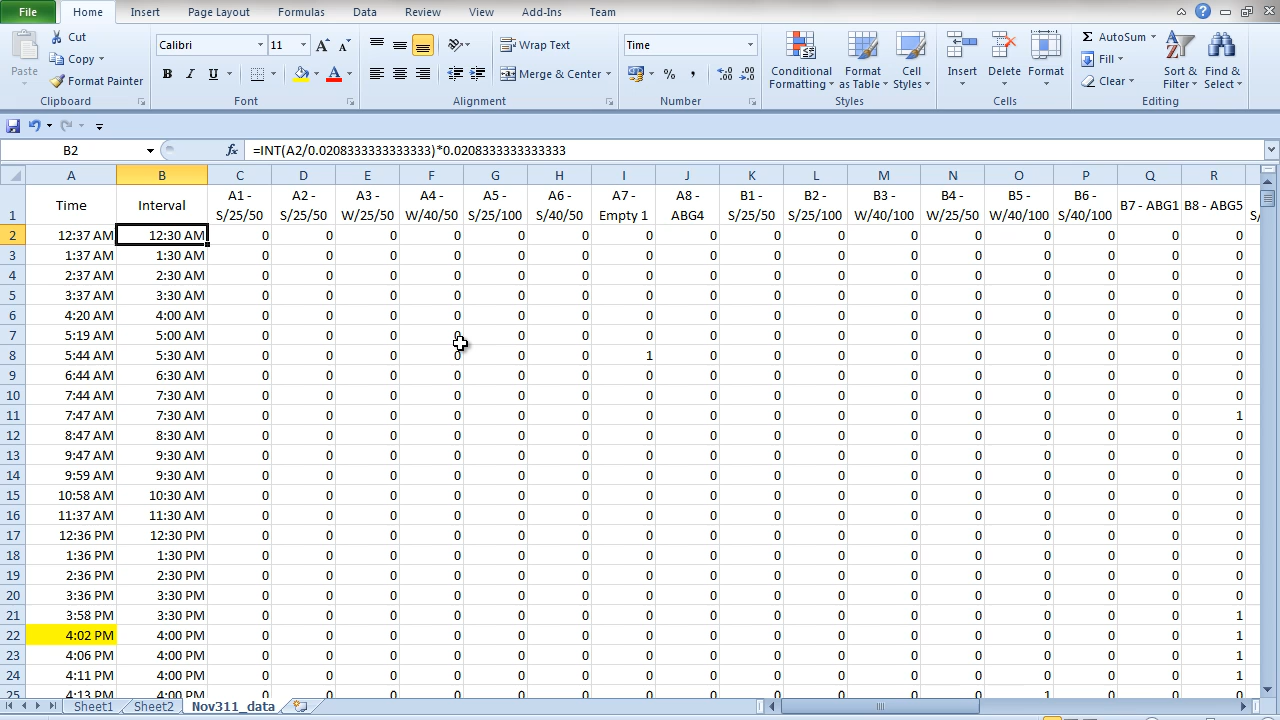 File Home Insert Page Layout Formulas Data Review View Add-Ins Team
Paste Cut Copy Format Painter Clipboard
Calibri 11 A A B I U A Font
Wrap Text Merge & Center Alignment
Time % , .0 .00 .00 .0 Number
Conditional Formatting Format as Table Cell Styles Styles
Insert Delete Format Cells
Σ AutoSum Fill Clear Sort & Filter Find & Select Editing
B2 fx =INT(A2/0.0208333333333333)*0.0208333333333333
A B C D E F G H I J K L M N O P Q R
1 Time Interval A1 - S/25/50 A2 - S/25/50 A3 - W/25/50 A4 - W/40/50 A5 - S/25/100 A6 - S/40/50 A7 - Empty 1 A8 - ABG4 B1 - S/25/50 B2 - S/25/100 B3 - W/40/100 B4 - W/25/50 B5 - W/40/100 B6 - S/40/100 B7 - ABG1 B8 - ABG5
2 12:37 AM 12:30 AM 0 0 0 0 0 0 0 0 0 0 0 0 0 0 0 0
3 1:37 AM 1:30 AM 0 0 0 0 0 0 0 0 0 0 0 0 0 0 0 0
4 2:37 AM 2:30 AM 0 0 0 0 0 0 0 0 0 0 0 0 0 0 0 0
5 3:37 AM 3:30 AM 0 0 0 0 0 0 0 0 0 0 0 0 0 0 0 0
6 4:20 AM 4:00 AM 0 0 0 0 0 0 0 0 0 0 0 0 0 0 0 0
7 5:19 AM 5:00 AM 0 0 0 0 0 0 0 0 0 0 0 0 0 0 0 0
8 5:44 AM 5:30 AM 0 0 0 0 0 0 1 0 0 0 0 0 0 0 0 0
9 6:44 AM 6:30 AM 0 0 0 0 0 0 0 0 0 0 0 0 0 0 0 0
10 7:44 AM 7:30 AM 0 0 0 0 0 0 0 0 0 0 0 0 0 0 0 0
11 7:47 AM 7:30 AM 0 0 0 0 0 0 0 0 0 0 0 0 0 0 0 1
12 8:47 AM 8:30 AM 0 0 0 0 0 0 0 0 0 0 0 0 0 0 0 0
13 9:47 AM 9:30 AM 0 0 0 0 0 0 0 0 0 0 0 0 0 0 0 0
14 9:59 AM 9:30 AM 0 0 0 0 0 0 0 0 0 0 0 0 0 0 0 0
15 10:58 AM 10:30 AM 0 0 0 0 0 0 0 0 0 0 0 0 0 0 0 0
16 11:37 AM 11:30 AM 0 0 0 0 0 0 0 0 0 0 0 0 0 0 0 0
17 12:36 PM 12:30 PM 0 0 0 0 0 0 0 0 0 0 0 0 0 0 0 0
18 1:36 PM 1:30 PM 0 0 0 0 0 0 0 0 0 0 0 0 0 0 0 0
19 2:36 PM 2:30 PM 0 0 0 0 0 0 0 0 0 0 0 0 0 0 0 0
20 3:36 PM 3:30 PM 0 0 0 0 0 0 0 0 0 0 0 0 0 0 0 0
21 3:58 PM 3:30 PM 0 0 0 0 0 0 0 0 0 0 0 0 0 0 0 1
22 4:02 PM 4:00 PM 0 0 0 0 0 0 0 0 0 0 0 0 0 0 0 1
23 4:06 PM 4:00 PM 0 0 0 0 0 0 0 0 0 0 0 0 0 0 0 1
24 4:11 PM 4:00 PM 0 0 0 0 0 0 0 0 0 0 0 0 0 0 0 1
25 4:13 PM 4:00 PM 0 0 0 0 0 0 0 0 0 0 0 0 1 0 0 0
Sheet1 Sheet2 Nov311_data